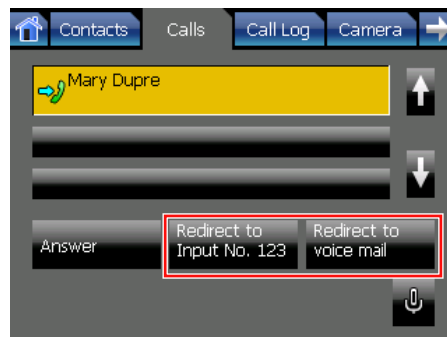 Contacts
Calls
Call Log
Camera
Mary Dupre
Answer
Redirect to
Input No. 123
Redirect to
voice mail